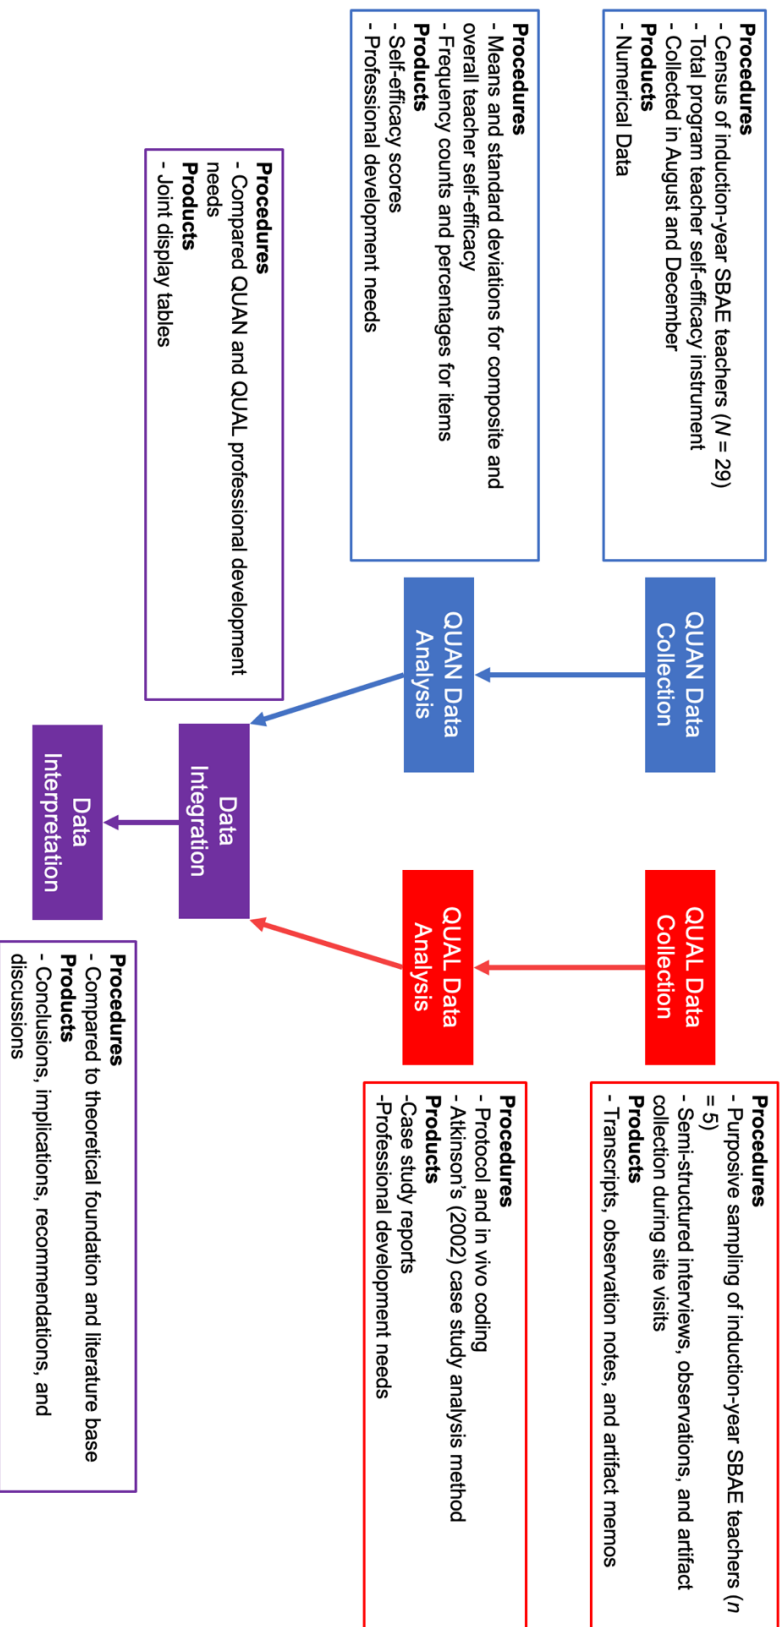 Procedures
- Census of induction-year SBAE teachers (N = 29)
- Total program teacher self-efficacy instrument
- Collected in August and December
Products
- Numerical Data
QUAN Data
Collection
QUAL Data
Collection
Procedures
- Purposive sampling of induction-year SBAE teachers (n
= 5)
- Semi-structured interviews, observations, and artifact
collection during site visits
Products
- Transcripts, observation notes, and artifact memos
Procedures
- Means and standard deviations for composite and
overall teacher self-efficacy
- Frequency counts and percentages for items
Products
- Self-efficacy scores
- Professional development needs
QUAN Data
Analysis
QUAL Data
Analysis
Procedures
- Protocol and in vivo coding
- Atkinson's (2002) case study analysis method
Products
-Case study reports
-Professional development needs
Procedures
- Compared QUAN and QUAL professional development
needs
Products
- Joint display tables
Data
Integration
Data
Interpretation
Procedures
- Compared to theoretical foundation and literature base
Products
- Conclusions, implications, recommendations, and
discussions